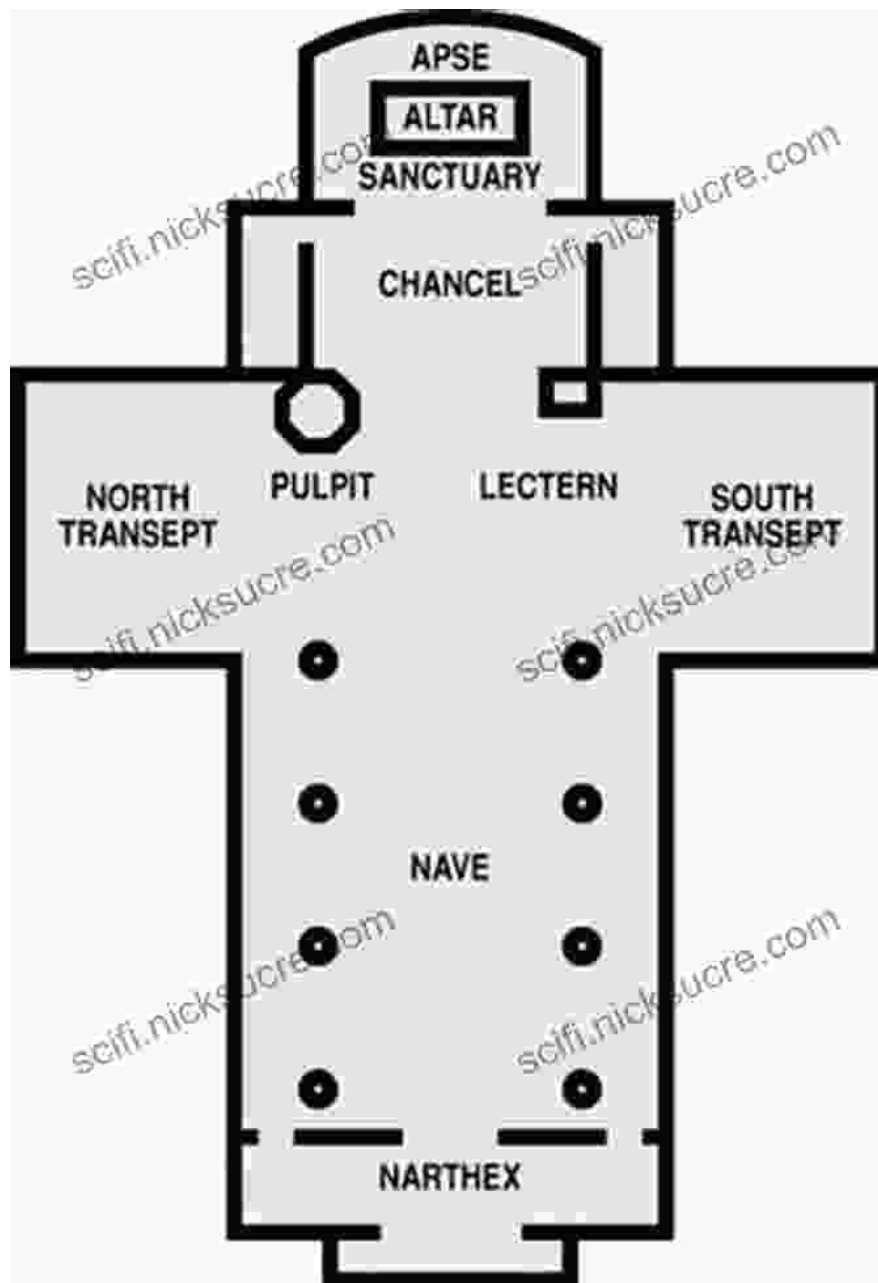 APSE
ALTAR
SANCTUARY
scifi.nicksucre.com
scifi.nicksucre.com
CHANCEL
PULPIT
LECTERN
NORTH
TRANSEPT
SOUTH
TRANSEPT
scifi.nicksucre.com
scifi.nicksucre.com
NAVE
scifi.nicksucre.com
scifi.nicksucre.com
NARTHEX